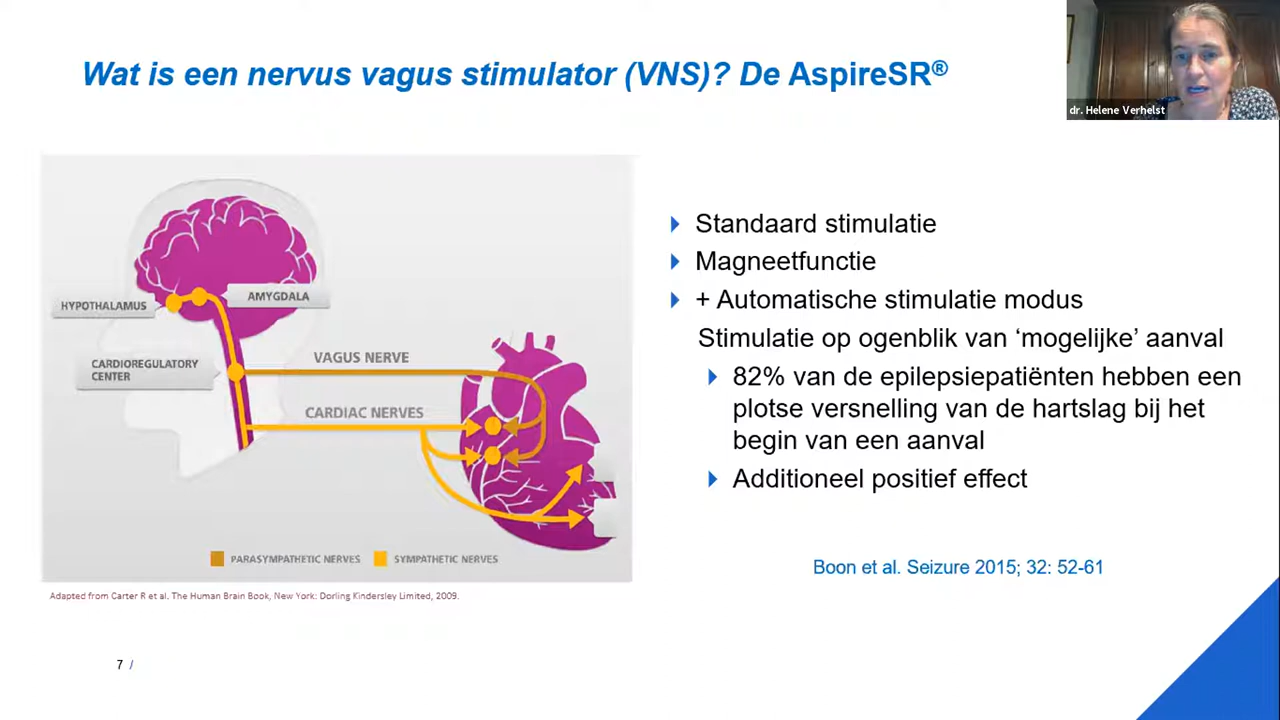 Wat is een nervus vagus stimulator (VNS)? De AspireSR®
dr. Helene Verhelst
HYPOTHALAMUS
AMYGDALA
CARDIOREGULATORY
CENTER
VAGUS NERVE
CARDIAC NERVES
PARASYMPATHETIC NERVES
SYMPATHETIC NERVES
Adapted from Carter R et al. The Human Brain Book, New York: Dorling Kindersley Limited, 2009.
Standaard stimulatie
Magneetfunctie
+ Automatische stimulatie modus
Stimulatie op ogenblik van ‘mogelijke’ aanval
82% van de epilepsiepatiënten hebben een
plotse versnelling van de hartslag bij het
begin van een aanval
Additioneel positief effect
Boon et al. Seizure 2015; 32: 52-61
7 /